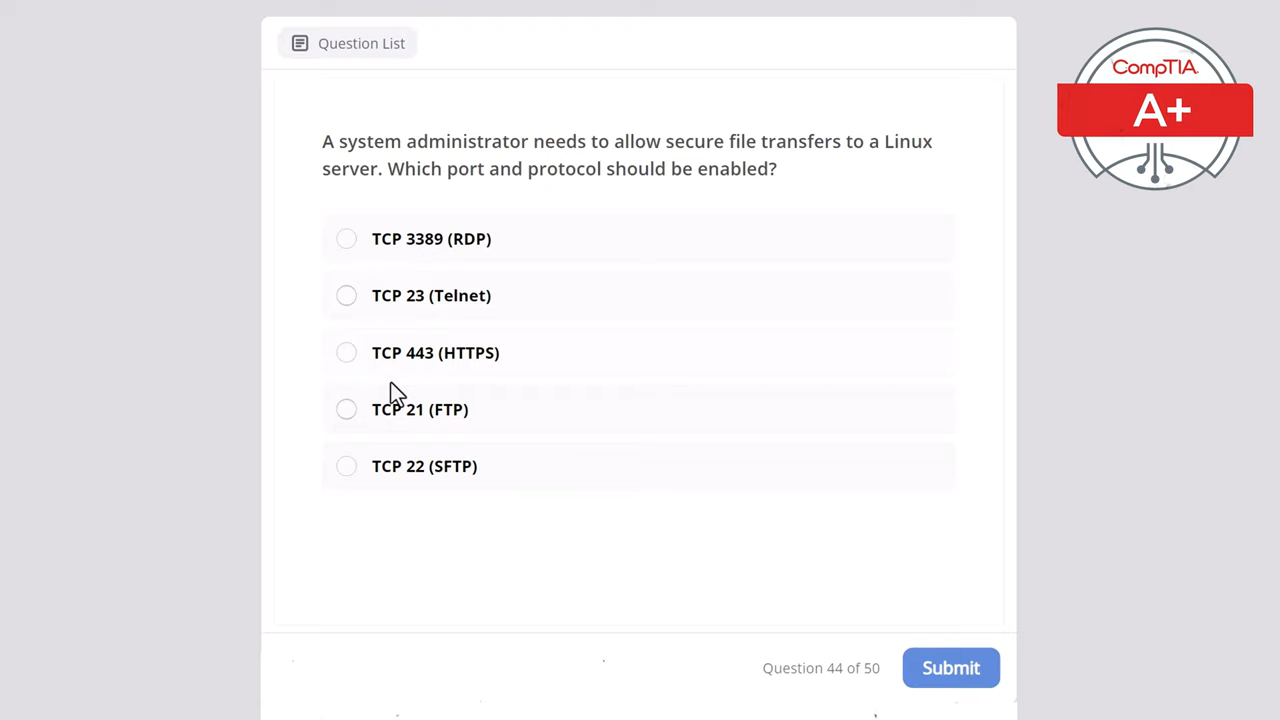 Question List
CompTIA
A+
A system administrator needs to allow secure file transfers to a Linux
server. Which port and protocol should be enabled?
TCP 3389 (RDP)
TCP 23 (Telnet)
TCP 443 (HTTPS)
TCP 21 (FTP)
TCP 22 (SFTP)
Question 44 of 50
Submit